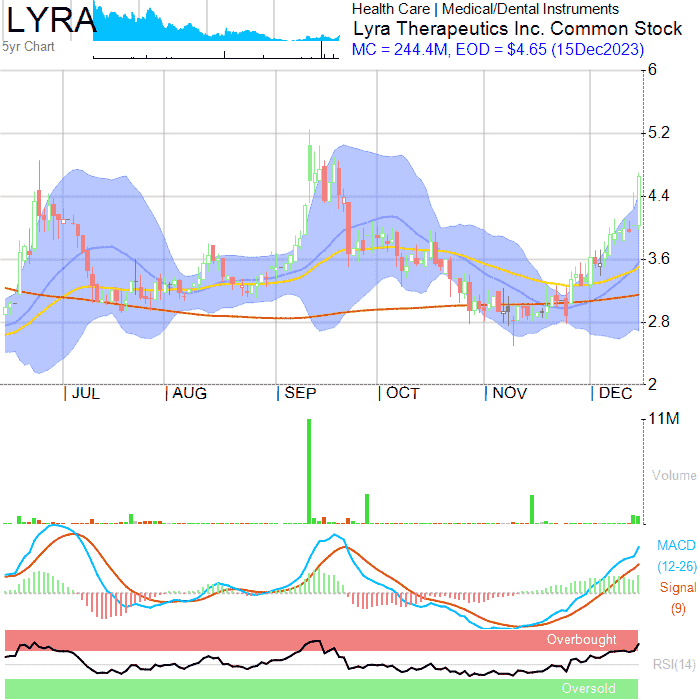 LYRA
5yr Chart
Health Care | Medical/Dental Instruments
Lyra Therapeutics Inc. Common Stock
MC = 244.4M, EOD = $4.65 (15Dec2023)
6
5.2
4.4
3.6
2.8
2
JUL
AUG
SEP
OCT
NOV
DEC
11M
Volume
MACD
(12-26)
Signal
(9)
Overbought
RSI(14)
Oversold